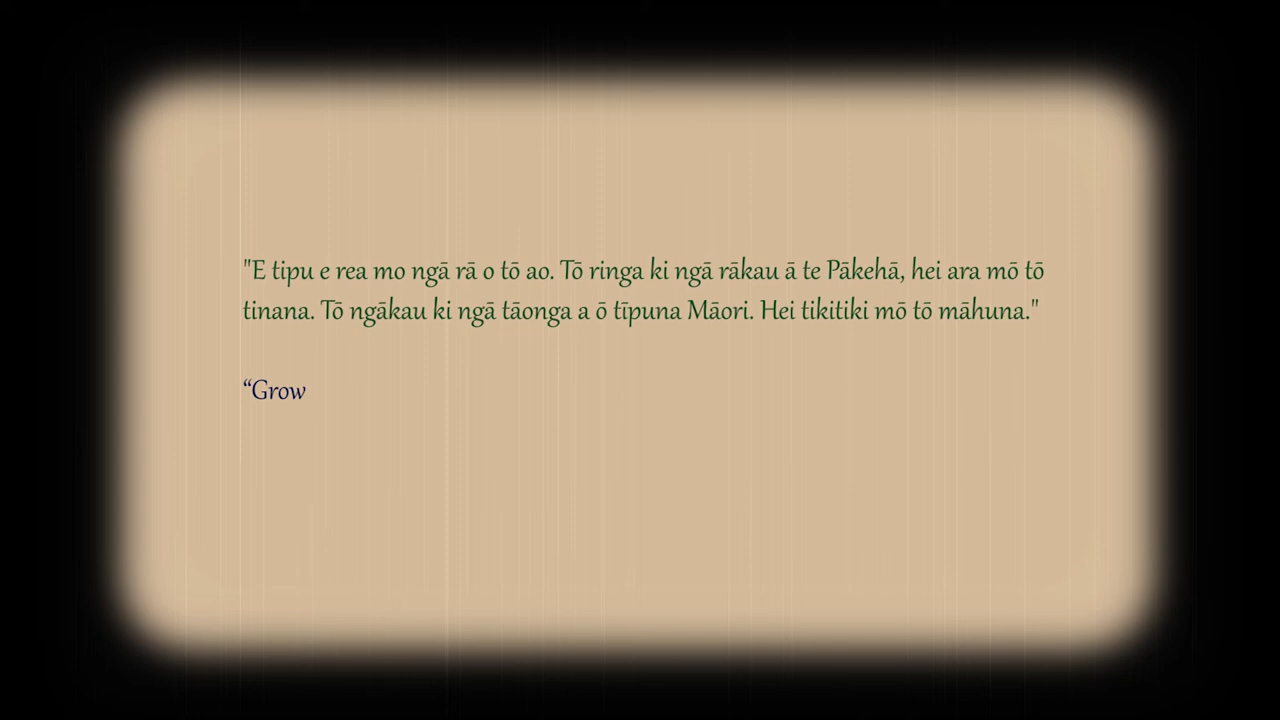 "E tipu e rea mo ngā rā o tō ao. Tō ringa ki ngā rākau ā te Pākehā, hei ara mō tō
tinana. Tō ngākau ki ngā tāonga a ō tīpuna Māori. Hei tikitiki mō tō māhuna."
“Grow